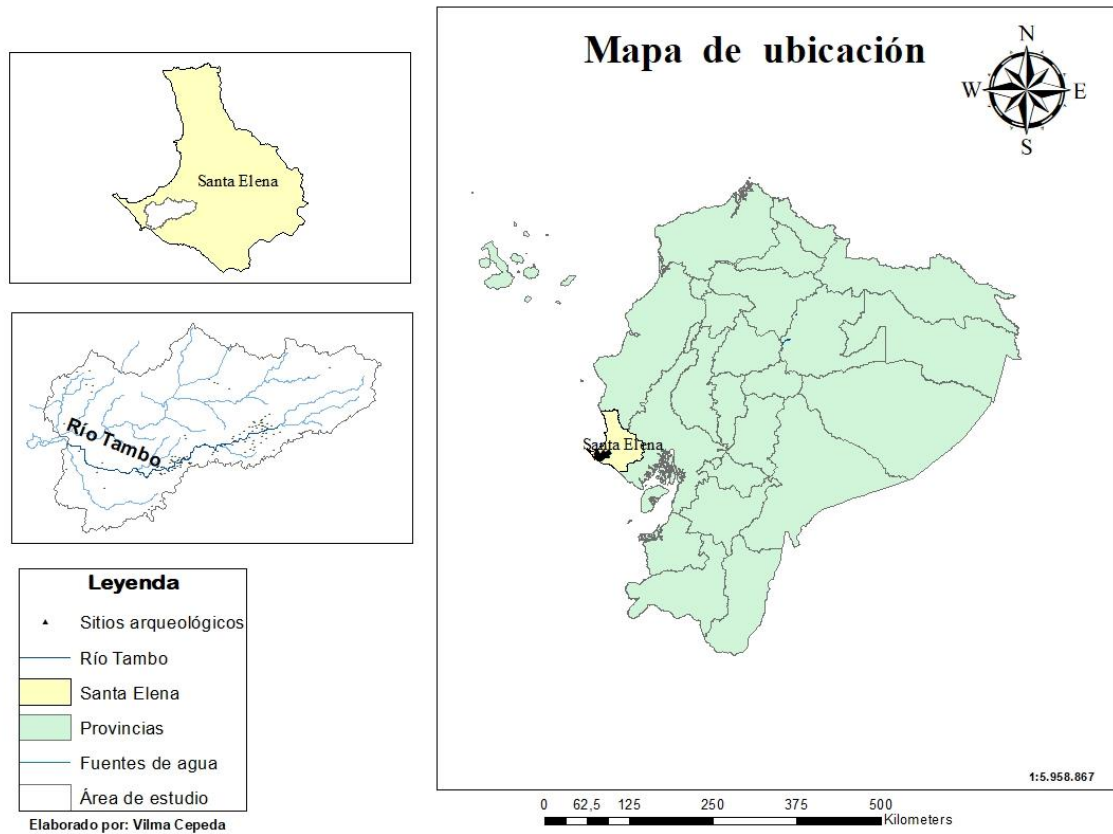 Mapa de ubicación
N
W E
S
Santa Elena
Río Tambo
Santa Elena
Leyenda
Sitios arqueológicos
Río Tambo
Santa Elena
Provincias
Fuentes de agua
Área de estudio
Elaborado por: Vilma Cepeda
1:5.958.867
0 62,5 125 250 375 500
Kilometers